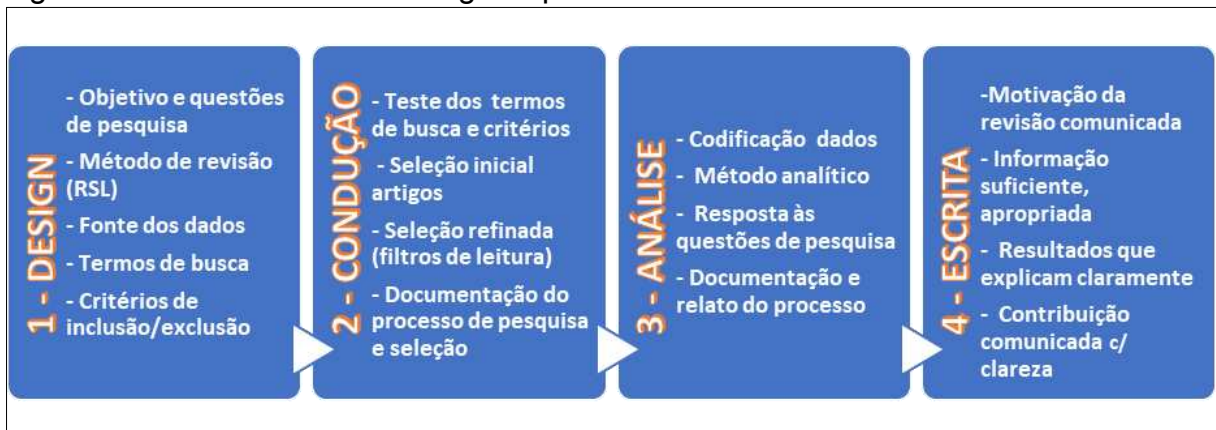 1 - DESIGN
- Objetivo e questões
de pesquisa
- Método de revisão
(RSL)
- Fonte dos dados
- Termos de busca
- Critérios de
inclusão/exclusão
2 - CONDUÇÃO
- Teste dos termos
de busca e critérios
- Seleção inicial
artigos
- Seleção refinada
(filtros de leitura)
- Documentação do
processo de pesquisa
e seleção
3 - ANÁLISE
- Codificação dados
- Método analítico
- Resposta às
questões de pesquisa
- Documentação e
relato do processo
4 - ESCRITA
-Motivação da
revisão comunicada
- Informação
suficiente,
apropriada
- Resultados que
explicam claramente
- Contribuição
comunicada c/
clareza